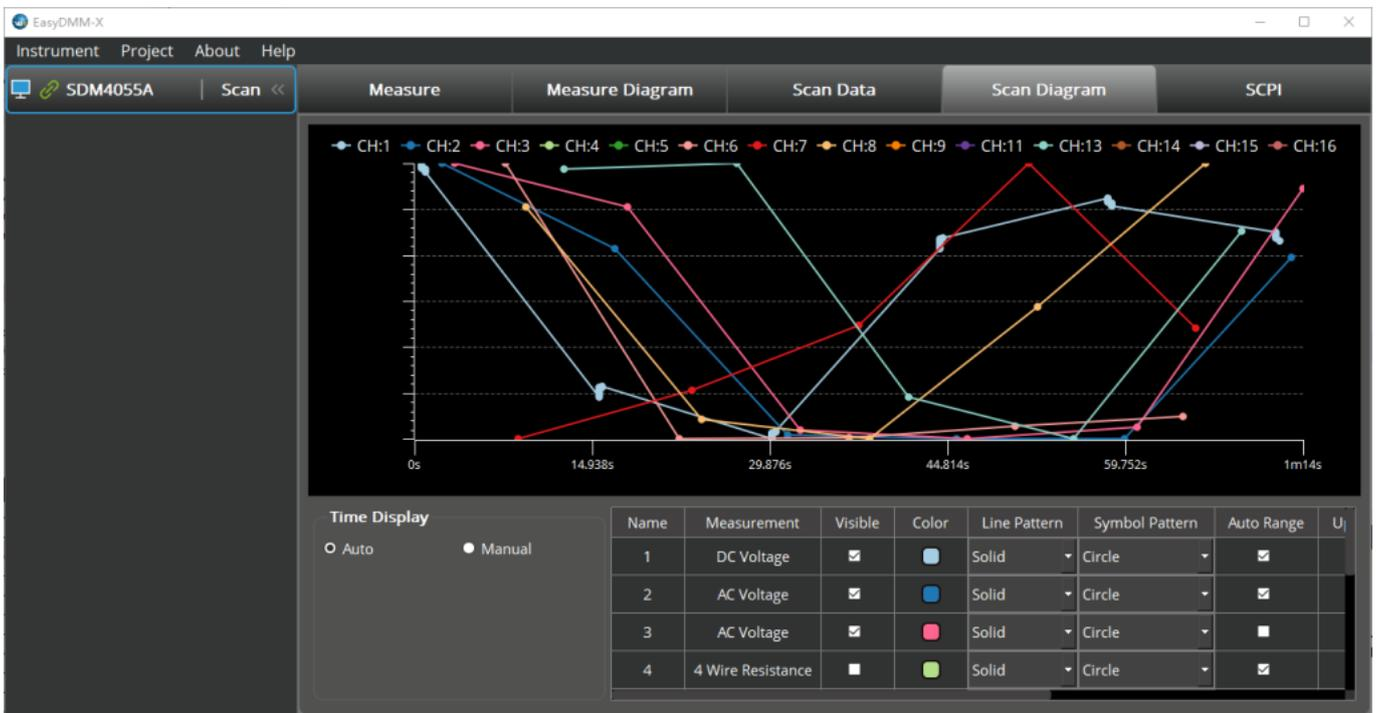 EasyDMM-X
Instrument Project About Help
SDM4055A | Scan «
Measure Measure Diagram Scan Data Scan Diagram SCPI
CH:1 CH:2 CH:3 CH:4 CH:5 CH:6 CH:7 CH:8 CH:9 CH:11 CH:13 CH:14 CH:15 CH:16
0s 14.938s 29.876s 44.814s 59.752s 1m14s
Time Display
Auto Manual
Name Measurement Visible Color Line Pattern Symbol Pattern Auto Range
1 DC Voltage Solid Circle
2 AC Voltage Solid Circle
3 AC Voltage Solid Circle
4 4 Wire Resistance Solid Circle